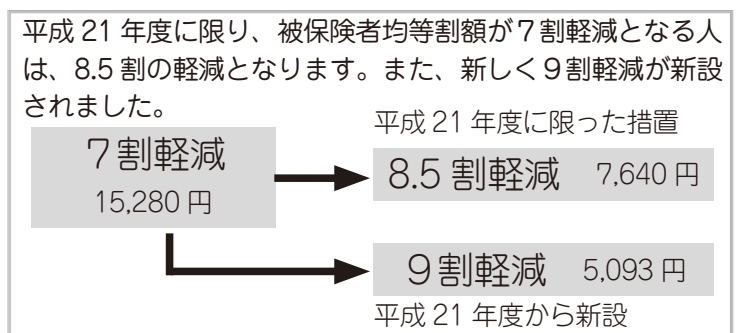 平成 21 年度に限り、被保険者均等割額が７割軽減となる人
は、8.5 割の軽減となります。また、新しく９割軽減が新設
されました。
平成 21 年度に限った措置
７割軽減
15,280 円
8.5 割軽減 7,640 円
９割軽減 5,093 円
平成 21 年度から新設